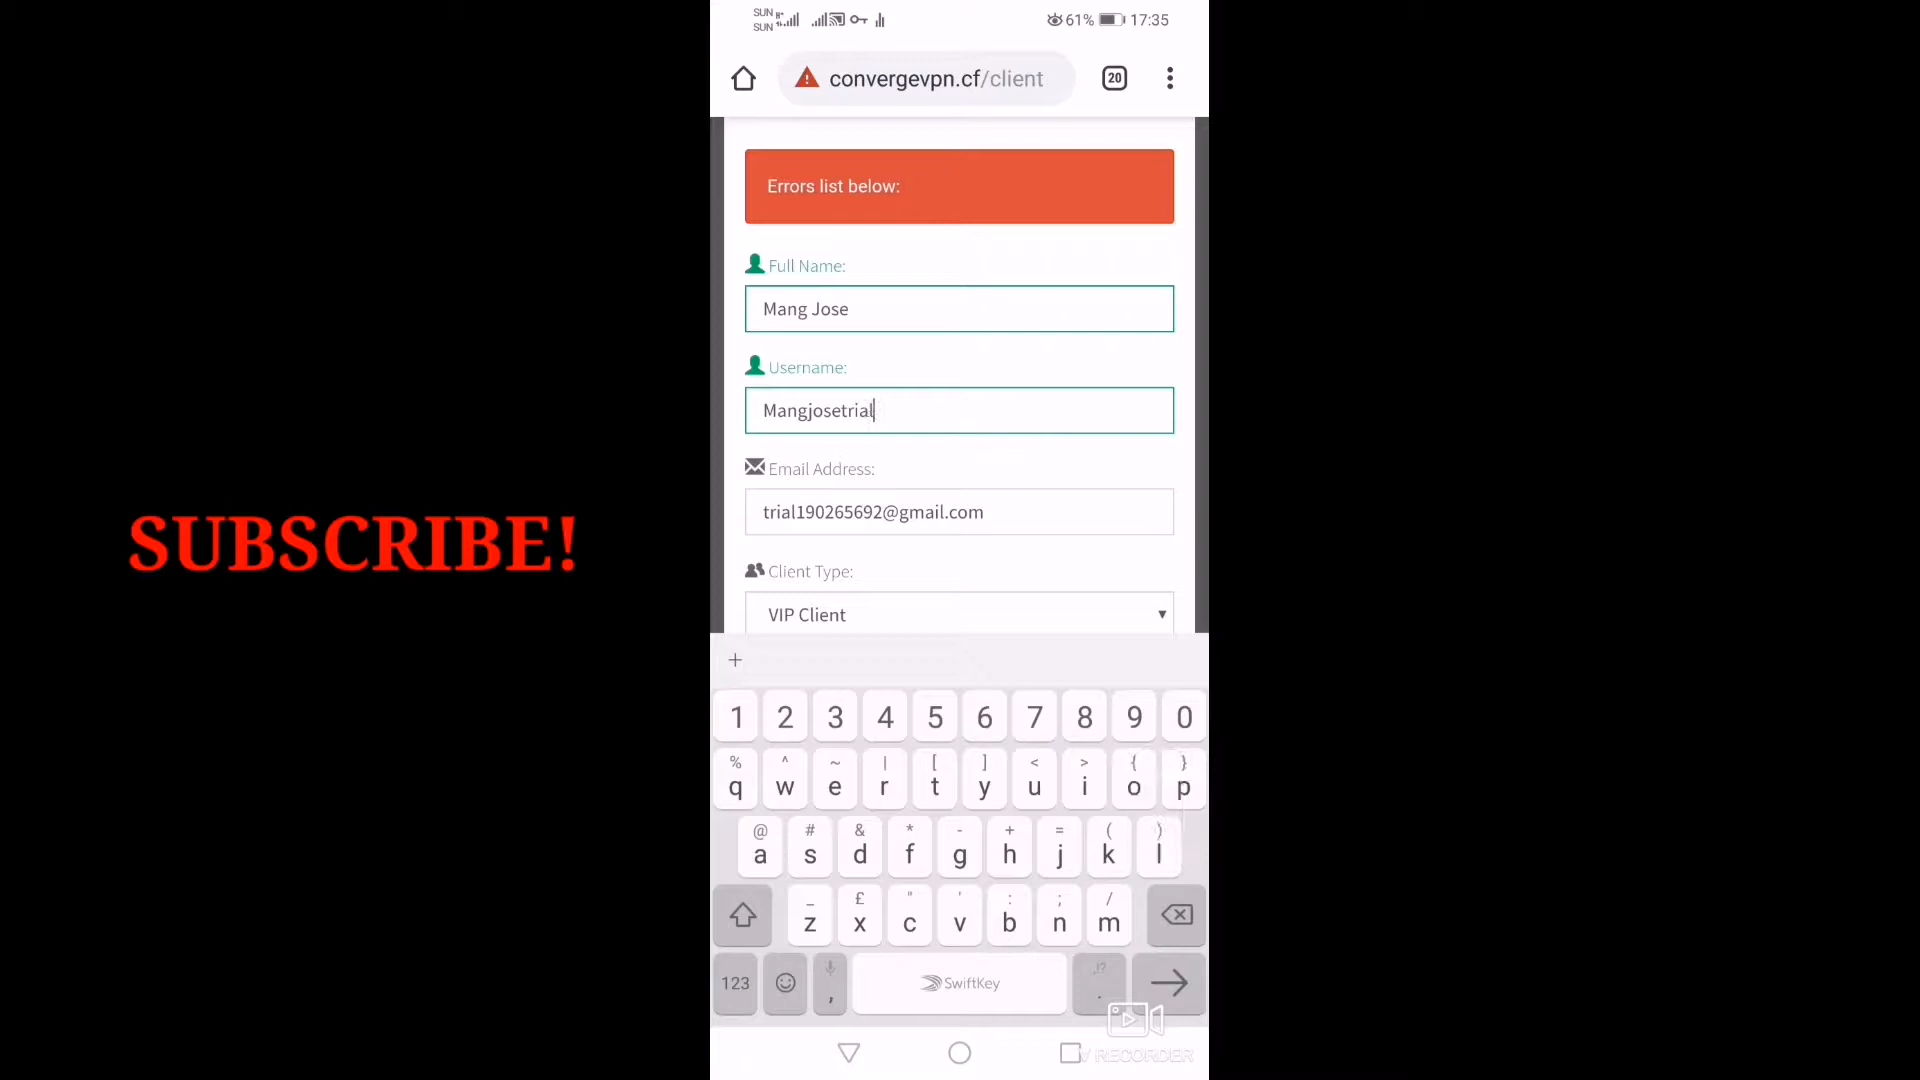 SUN
SUN
61%
17:35
convergevpn.cf/client
20
Errors list below:
Full Name:
Mang Jose
Username:
Mangjosetrial
Email Address:
trial190265692@gmail.com
Client Type:
VIP Client
SUBSCRIBE!
+
1 2 3 4 5 6 7 8 9 0
% ^ ~ | [ ] < > { }
q w e r t y u i o p
@ # & * - + = ( )
a s d f g h j k l
_ £ " ' : ; /
z x c v b n m
123 , SwiftKey ,!? .
V RECORDER